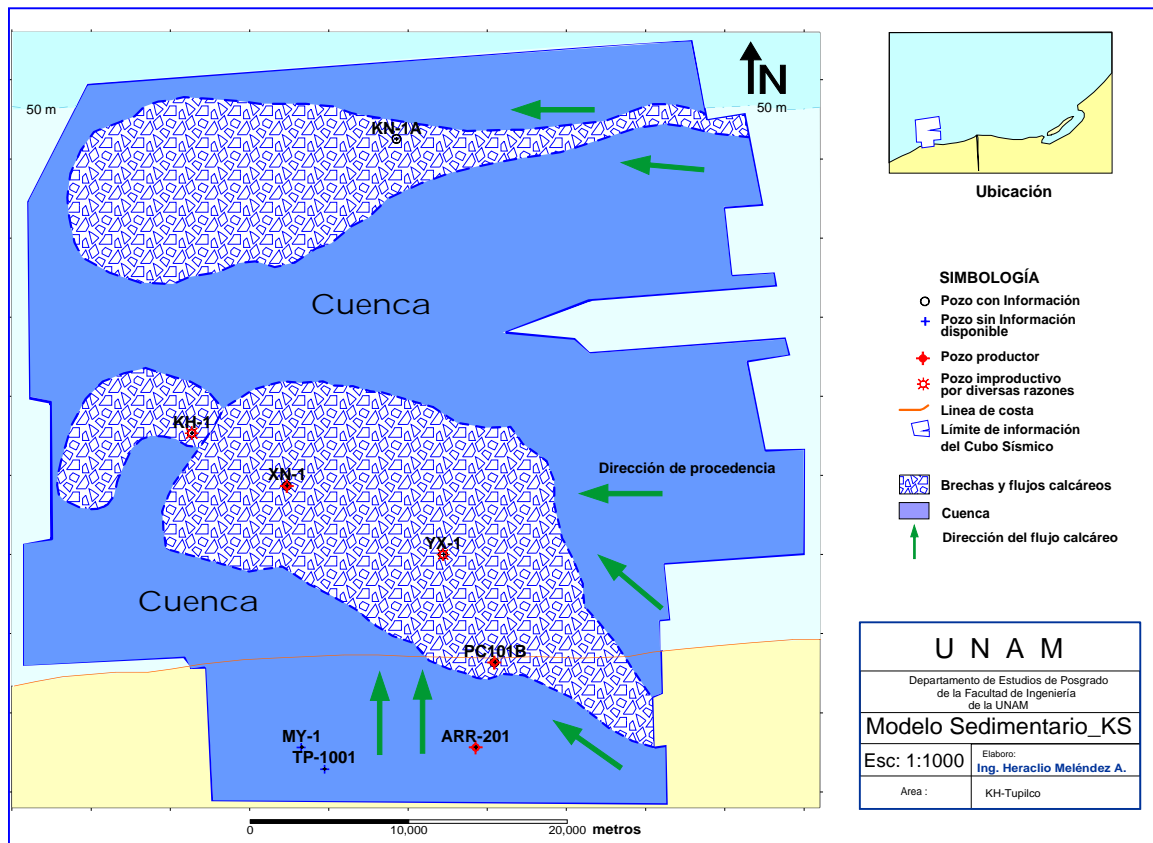 N
50 m
50 m
KN-1A
Cuenca
KH-1
XN-1
Dirección de procedencia
YX-1
Cuenca
PC101B
MY-1
TP-1001
ARR-201
0
10,000
20,000
metros
Ubicación
SIMBOLOGÍA
Pozo con Información
Pozo sin Información
disponible
Pozo productor
Pozo improductivo
por diversas razones
Linea de costa
Límite de información
del Cubo Sísmico
Brechas y flujos calcáreos
Cuenca
Dirección del flujo calcáreo
U N A M
Departamento de Estudios de Posgrado
de la Facultad de Ingeniería
de la UNAM
Modelo Sedimentario_KS
Esc: 1:1000
Elaboro:
Ing. Heraclio Meléndez A.
Area :
KH-Tupilco